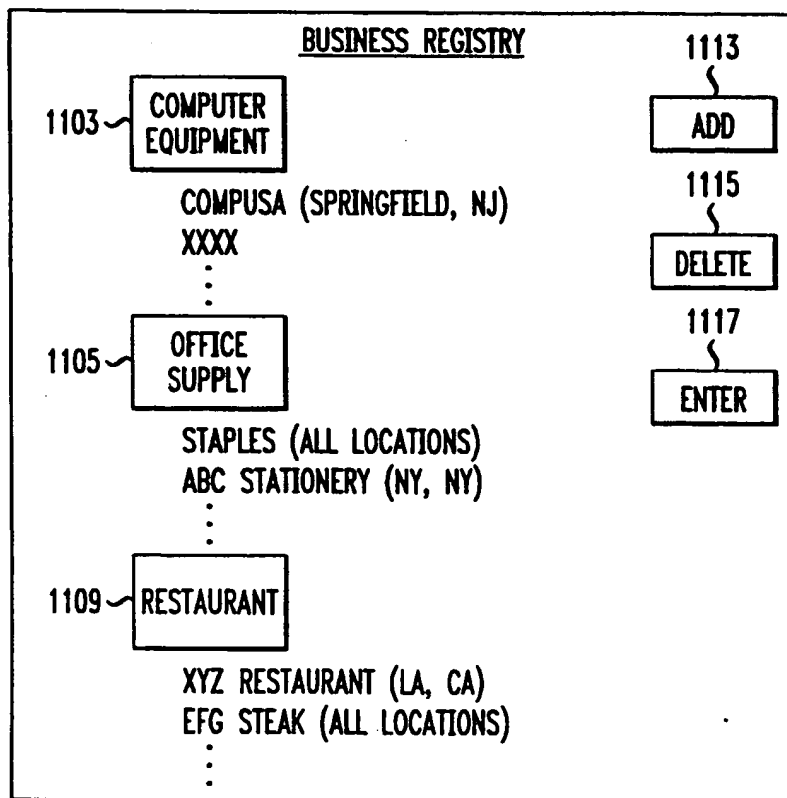 BUSINESS REGISTRY
1103
COMPUTER
EQUIPMENT
COMPUSA (SPRINGFIELD, NJ)
XXXX
1105
OFFICE
SUPPLY
STAPLES (ALL LOCATIONS)
ABC STATIONERY (NY, NY)
1109
RESTAURANT
XYZ RESTAURANT (LA, CA)
EFG STEAK (ALL LOCATIONS)
1113
ADD
1115
DELETE
1117
ENTER